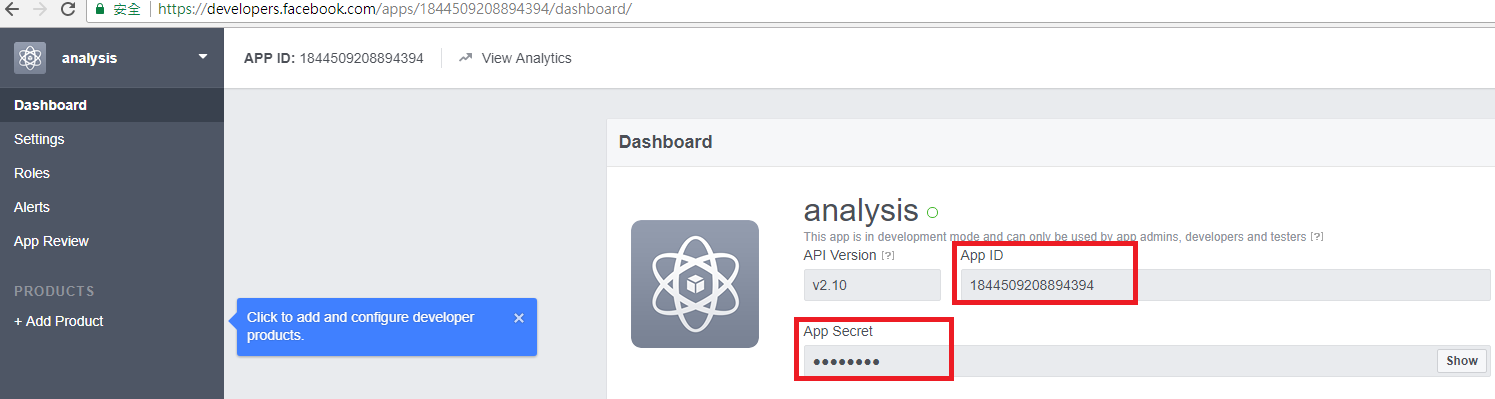 安全 https://developers.facebook.com/apps/1844509208894394/dashboard/
analysis
APP ID: 1844509208894394 View Analytics
Dashboard
Settings
Roles
Alerts
App Review
PRODUCTS
+ Add Product
Click to add and configure developer
products.
×
Dashboard
analysis
This app is in development mode and can only be used by app admins, developers and testers [?]
API Version [?]
v2.10
App ID
1844509208894394
App Secret
●●●●●●●●
Show